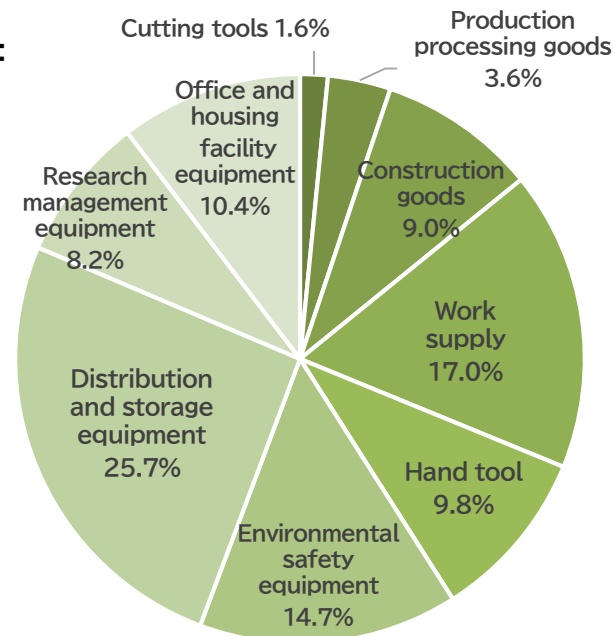 :
Cutting tools 1.6%
Production
processing goods
3.6%
Construction
goods
9.0%
Work
supply
17.0%
Hand tool
9.8%
Environmental
safety
equipment
14.7%
Distribution
and storage
equipment
25.7%
Research
management
equipment
8.2%
Office and
housing
facility
equipment
10.4%